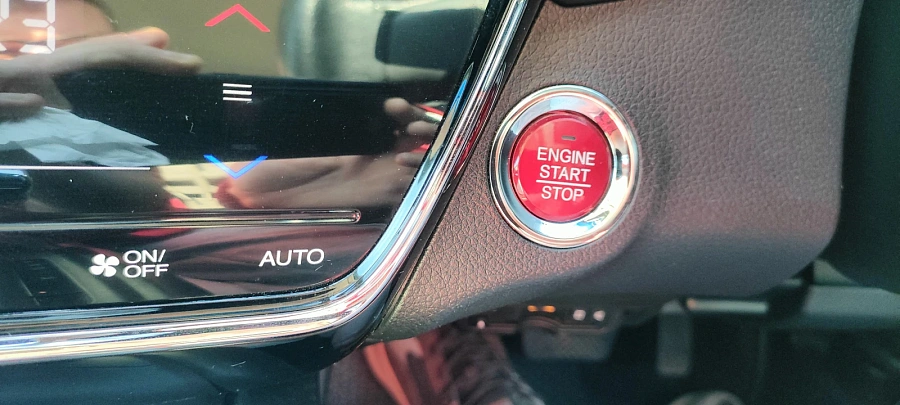 ENGINE
START
STOP
ON/
OFF
AUTO